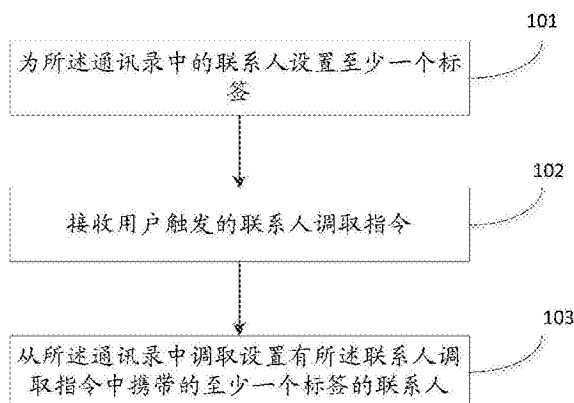 101
为所述通讯录中的联系人设置至少一个标
签
102
接收用户触发的联系人调取指令
103
从所述通讯录中调取设置有所述联系人调
取指令中携带的至少一个标签的联系人